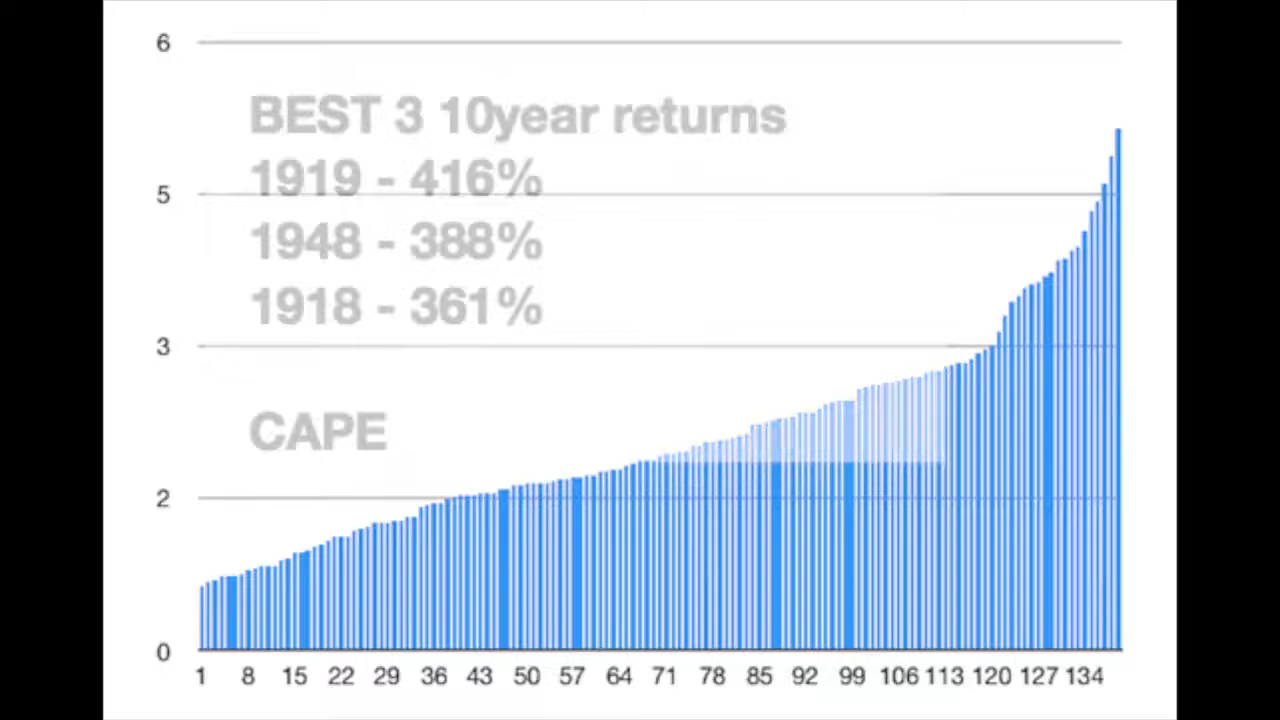 6
BEST 3 10year returns
1919 - 416%
5
1948 - 388%
1918 - 361%
3
CAPE
2
0
1 8 15 22 29 36 43 50 57 64 71 78 85 92 99 106 113 120 127 134